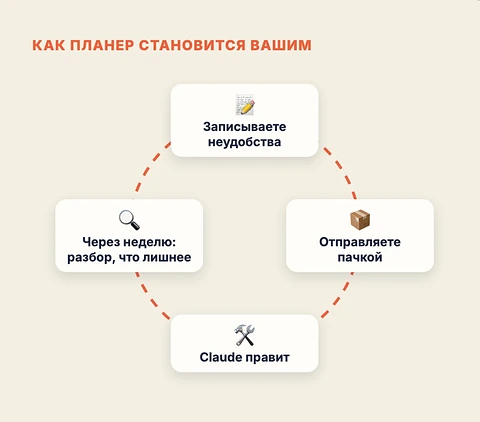 КАК ПЛАНЕР СТАНОВИТСЯ ВАШИМ
Записываете
неудобства
Отправляете
пачкой
Claude правит
Через неделю:
разбор, что лишнее